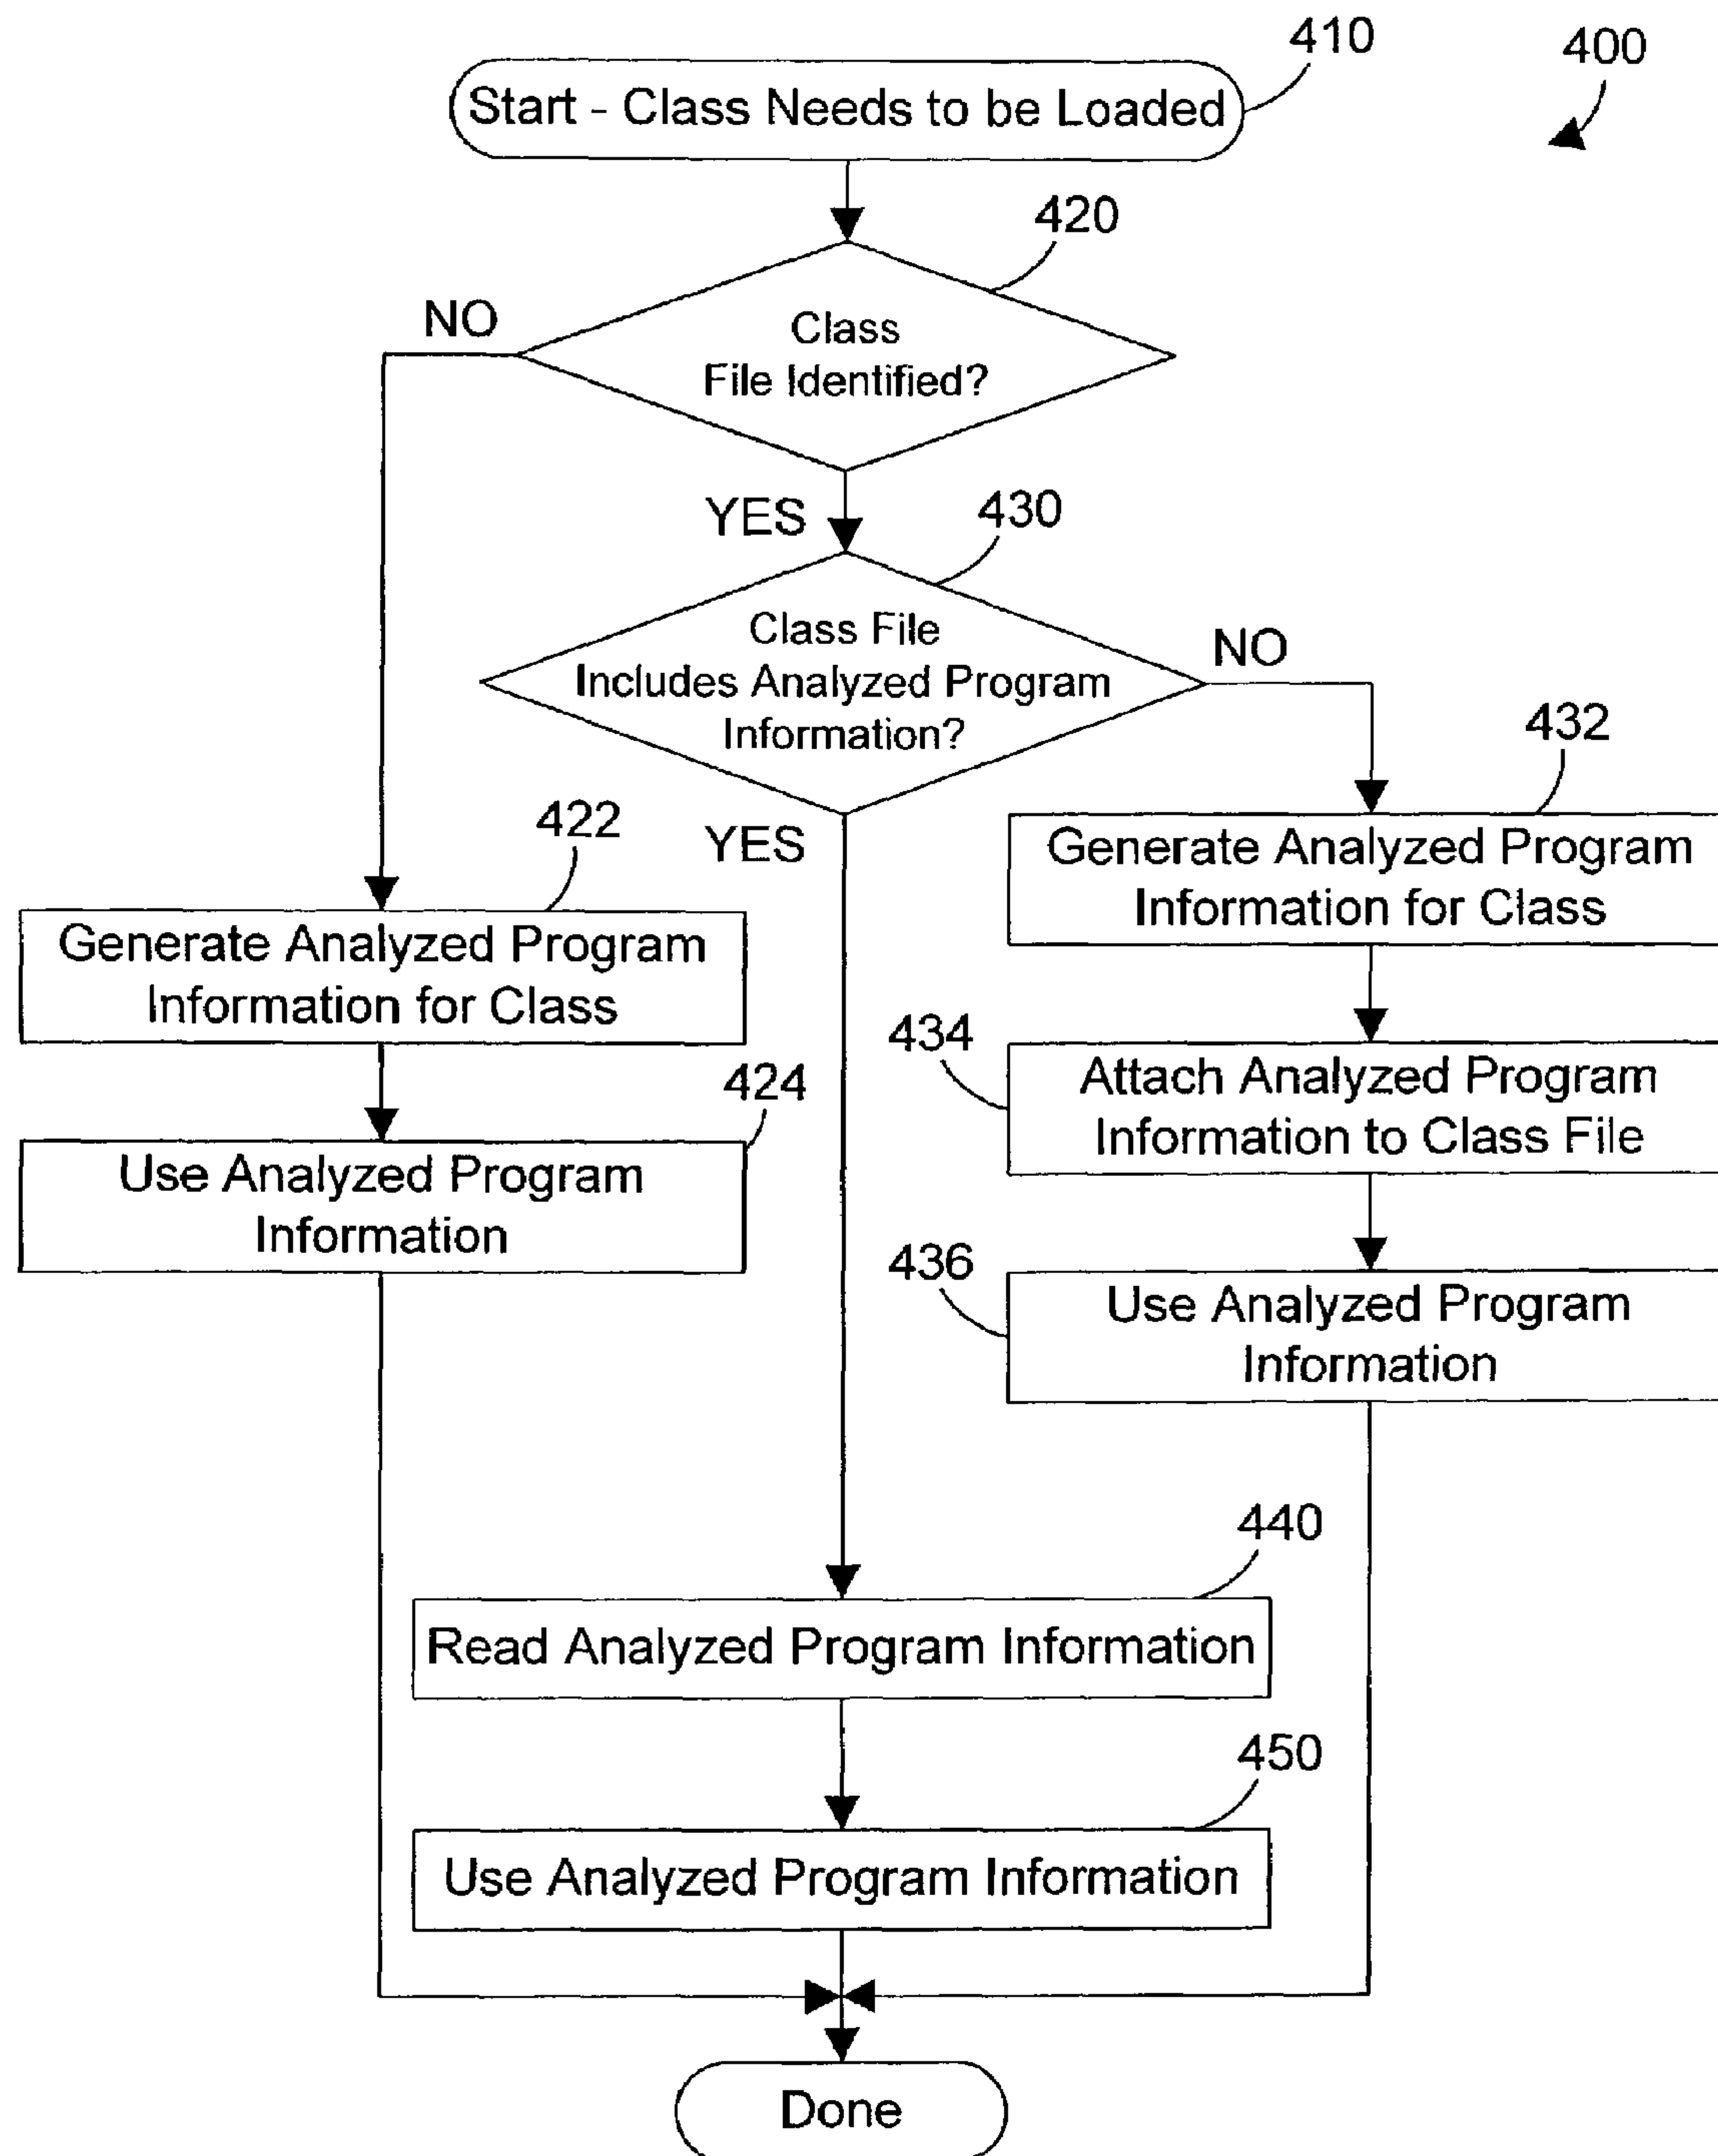 410
400
Start - Class Needs to be Loaded
420
NO
Class
File Identified?
YES
430
Class File
Includes Analyzed Program
Information?
NO
432
422
YES
Generate Analyzed Program
Information for Class
Generate Analyzed Program
Information for Class
434
424
Attach Analyzed Program
Information to Class File
Use Analyzed Program
Information
436
Use Analyzed Program
Information
440
Read Analyzed Program Information
450
Use Analyzed Program Information
Done